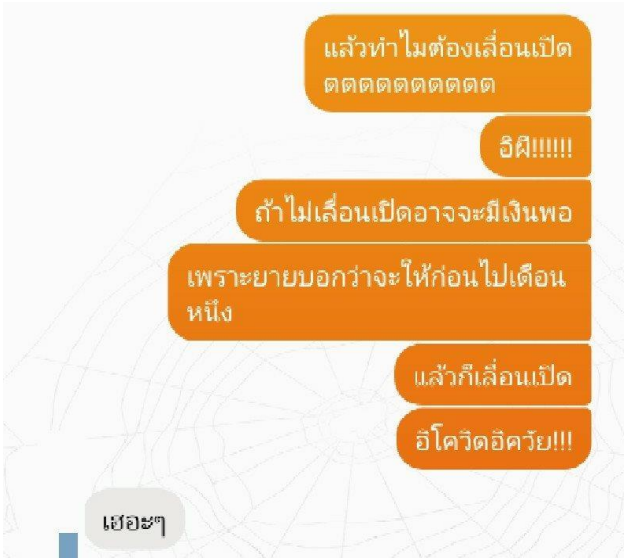 แล้วทำไมต้องเลื่อนเปิด
ดดดดดดดดดด
อิผี!!!!!!
ถ้าไม่เลื่อนเปิดอาจจะมีเงินพอ
เพราะยายบอกว่าจะให้ก่อนไปเดือน
หนึ่ง
แล้วก็เลื่อนเปิด
อิโควิดอิควัย!!!
เฮอะๆ